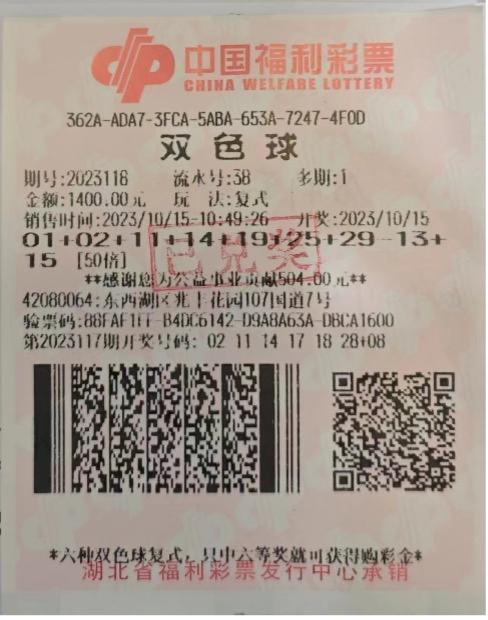 中国福利彩票
CHINA WELFARE LOTTERY
362A-ADA7-3FCA-5ABA-653A-7247-4F0D
双色球
期号:2023118 流水号:38 多期:1
金额:1400.00元 玩 法:复式
销售时间:2023/10/15-10:49:26 开奖:2023/10/15
01+02+11+14+19+25+29-13+
15 [50倍]
已兑奖
**感谢您为公益事业贡献504.00元**
42080064:东西湖区兆丰花园107国道7号
验票码:88FAF1FF-B4DC6142-D9A8A63A-DBCA1600
第2023117期开奖号码: 02 11 14 17 18 28+08
*六种双色球复式，只中六等奖就可获得购彩金*
湖北省福利彩票发行中心承销